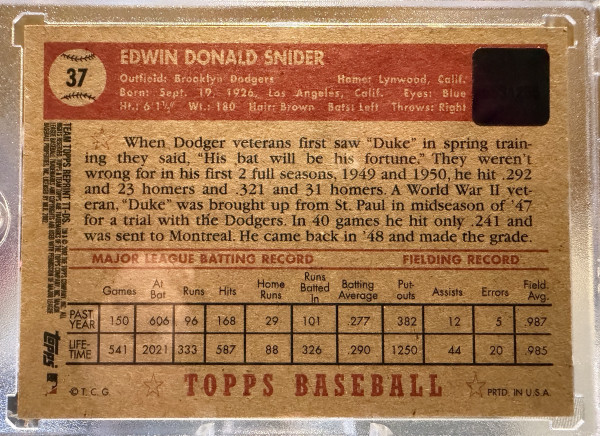 37
EDWIN DONALD SNIDER
Outfield: Brooklyn Dodgers Home: Lynwood, Calif.
Born: Sept. 19, 1926, Los Angeles, Calif. Eyes: Blue
Ht.: 6'1½" Wt.: 180 Hair: Brown Bats: Left Throws: Right
When Dodger veterans first saw "Duke" in spring train-
ing they said, "His bat will be his fortune." They weren't
wrong for in his first 2 full seasons, 1949 and 1950, he hit .292
and 23 homers and .321 and 31 homers. A World War II vet-
eran, "Duke" was brought up from St. Paul in midseason of '47
for a trial with the Dodgers. In 40 games he hit only .241 and
was sent to Montreal. He came back in '48 and made the grade.
MAJOR LEAGUE BATTING RECORD FIELDING RECORD
Games At Bat Runs Hits Home Runs Runs Batted In Batting Average Put-outs Assists Errors Field. Avg.
PAST YEAR 150 606 96 168 29 101 .277 382 12 5 .987
LIFE-TIME 541 2021 333 587 88 326 .290 1250 44 20 .985
© T.C.G. TOPPS BASEBALL PRTD. IN U.S.A.
TEAM TOPPS REPRINT TT-DS.
Topps